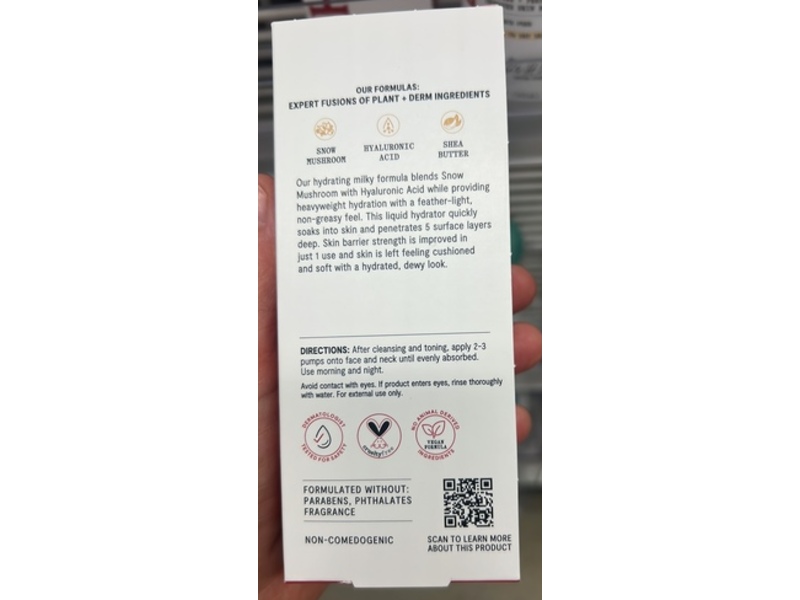 OUR FORMULAS:
EXPERT FUSIONS OF PLANT + DERM INGREDIENTS
SNOW
MUSHROOM
HYALURONIC
ACID
SHEA
BUTTER
Our hydrating milky formula blends Snow
Mushroom with Hyaluronic Acid while providing
heavyweight hydration with a feather-light,
non-greasy feel. This liquid hydrator quickly
soaks into skin and penetrates 5 surface layers
deep. Skin barrier strength is improved in
just 1 use and skin is left feeling cushioned
and soft with a hydrated, dewy look.
DIRECTIONS: After cleansing and toning, apply 2-3
pumps onto face and neck until evenly absorbed.
Use morning and night.
Avoid contact with eyes. If product enters eyes, rinse thoroughly
with water. For external use only.
DERMATOLOGIST
TESTED FOR SAFETY
crueltyfree
NO ANIMAL DERIVED
VEGAN
FORMULA
INGREDIENTS
FORMULATED WITHOUT:
PARABENS, PHTHALATES
FRAGRANCE
NON-COMEDOGENIC
SCAN TO LEARN MORE
ABOUT THIS PRODUCT